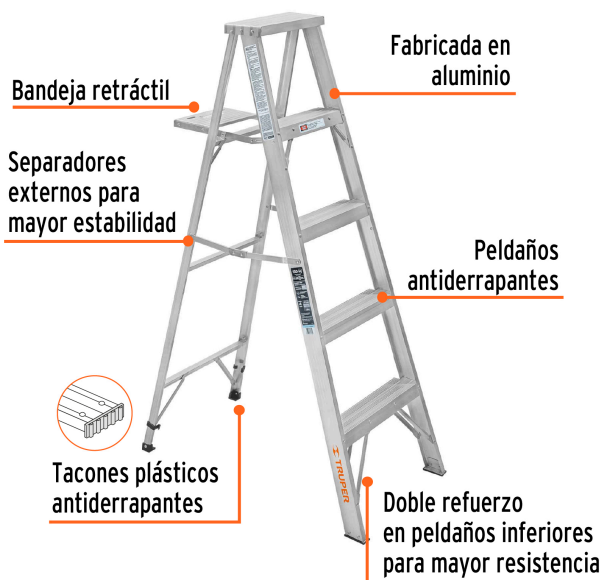 Fabricada en
aluminio
Bandeja retráctil
Separadores
externos para
mayor estabilidad
Peldaños
antiderrapantes
Tacones plásticos
antiderrapantes
TRUPER
Doble refuerzo
en peldaños inferiores
para mayor resistencia